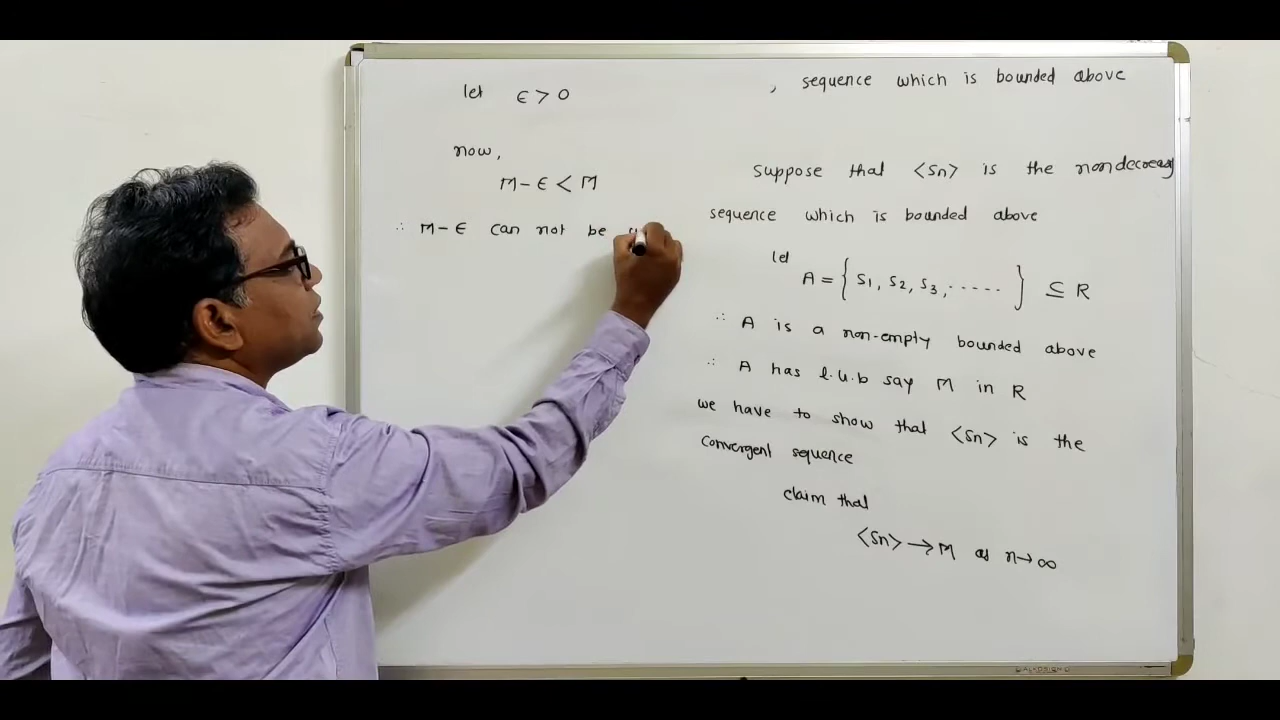 let ε > 0
now,
M-ε < M
∴ M-ε can not be
, sequence which is bounded above
Suppose that <Sn> is the nondecreas
sequence which is bounded above
let
A = { S1, S2, S3, ..... } ⊆ R
∴ A is a non-empty bounded above
∴ A has l.u.b say M in R
we have to show that <Sn> is the
convergent sequence
claim that
<Sn> → M as n → ∞